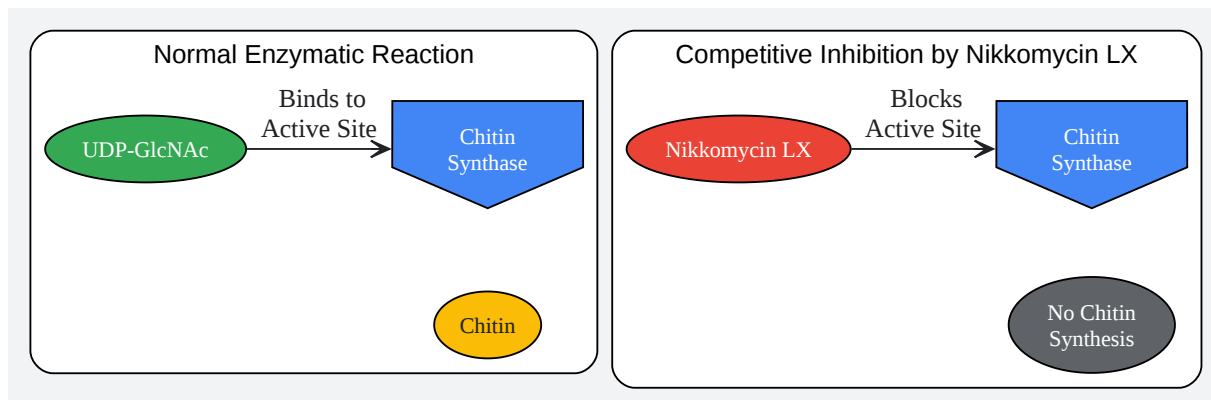 Normal Enzymatic Reaction
Binds to
Active Site
UDP-GlcNAc
Chitin
Synthase
Chitin
Competitive Inhibition by Nikkomycin LX
Blocks
Active Site
Nikkomycin LX
Chitin
Synthase
No Chitin
Synthesis